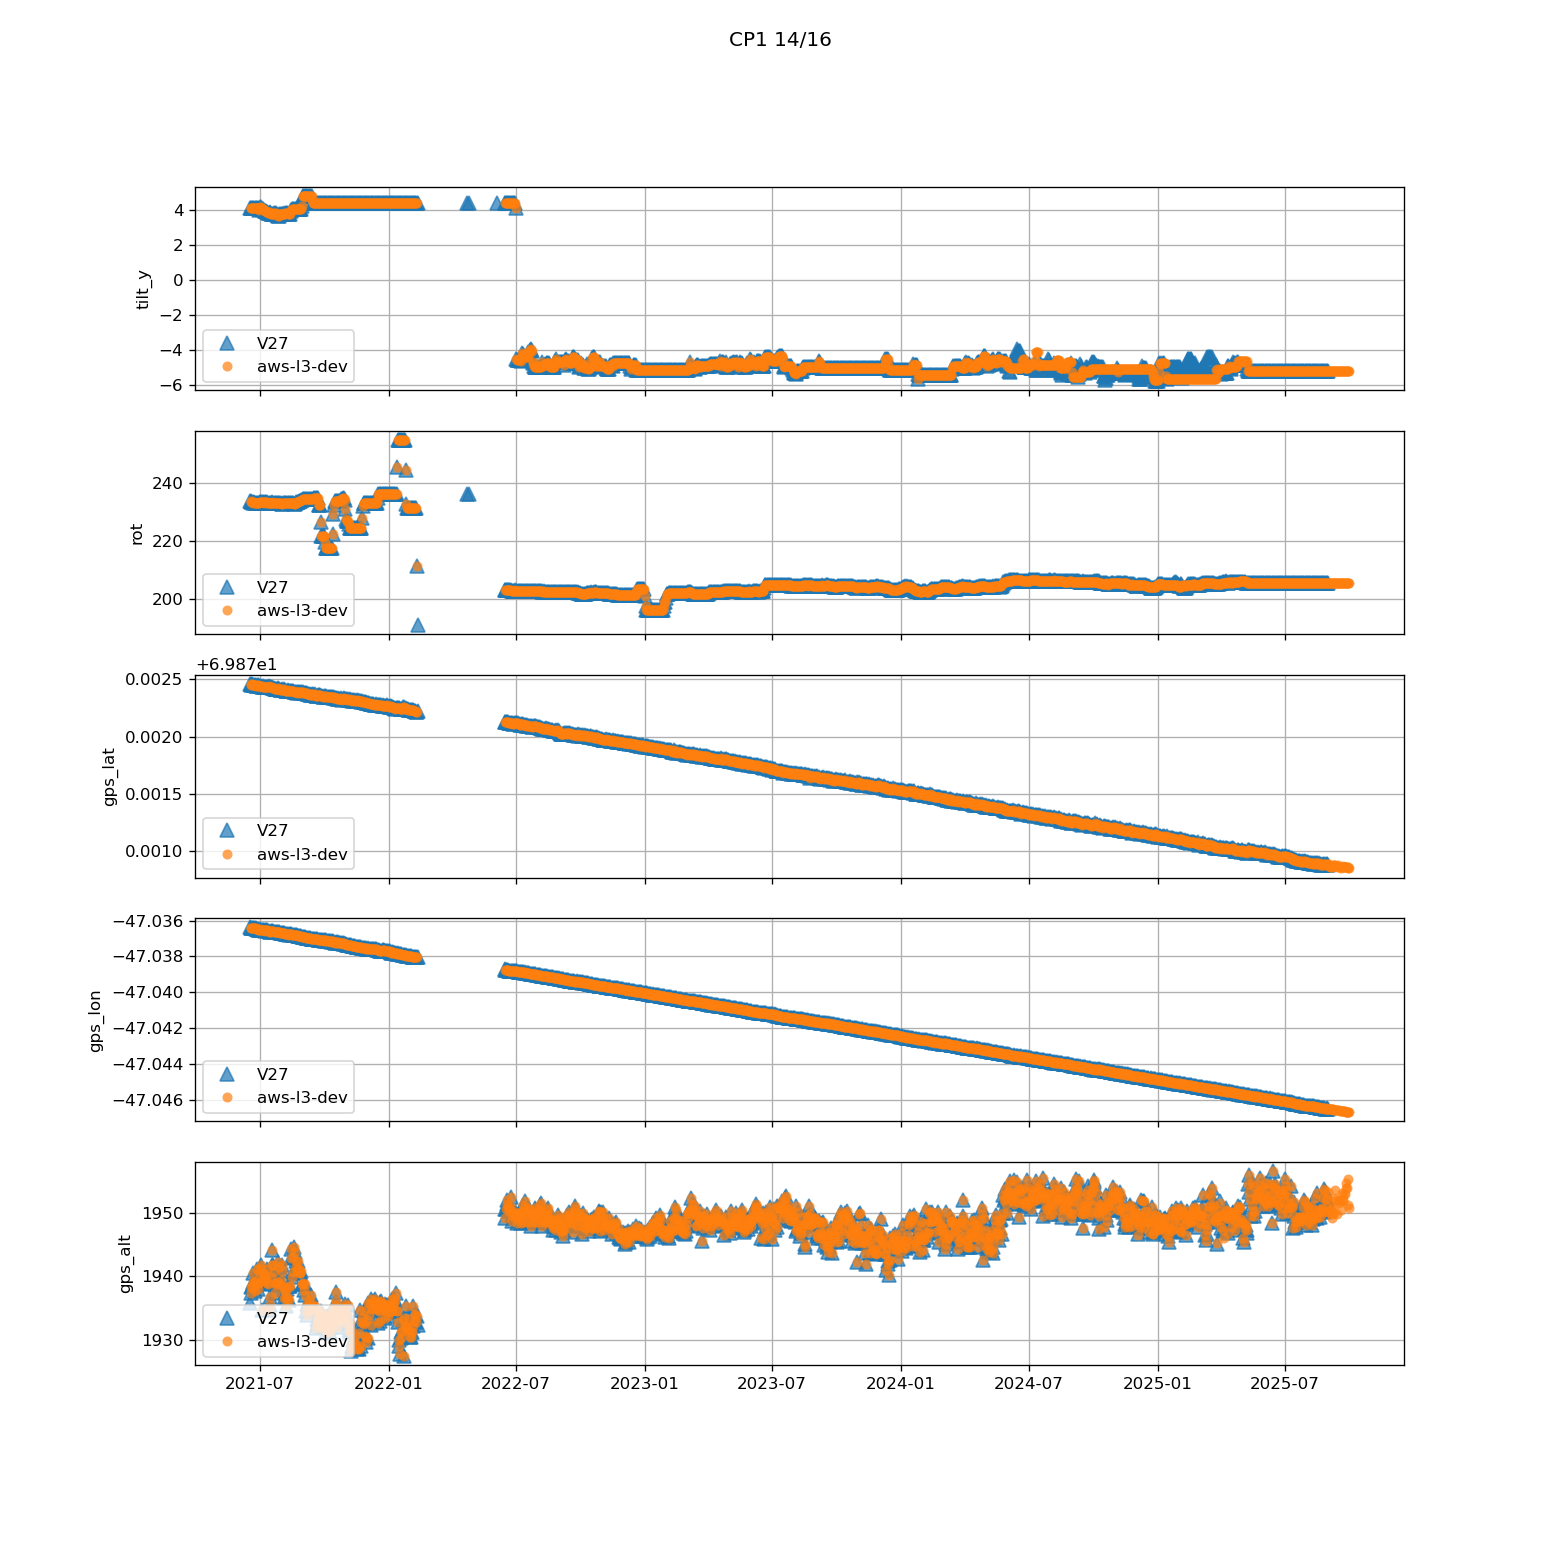 CP1 14/16
4
2
0
−2
−4
−6
tilt_y
V27
aws-l3-dev
240
220
200
rot
V27
aws-l3-dev
+6.987e1
0.0025
0.0020
0.0015
0.0010
gps_lat
V27
aws-l3-dev
−47.036
−47.038
−47.040
−47.042
−47.044
−47.046
gps_lon
V27
aws-l3-dev
1950
1940
1930
gps_alt
V27
aws-l3-dev
2021-07 2022-01 2022-07 2023-01 2023-07 2024-01 2024-07 2025-01 2025-07